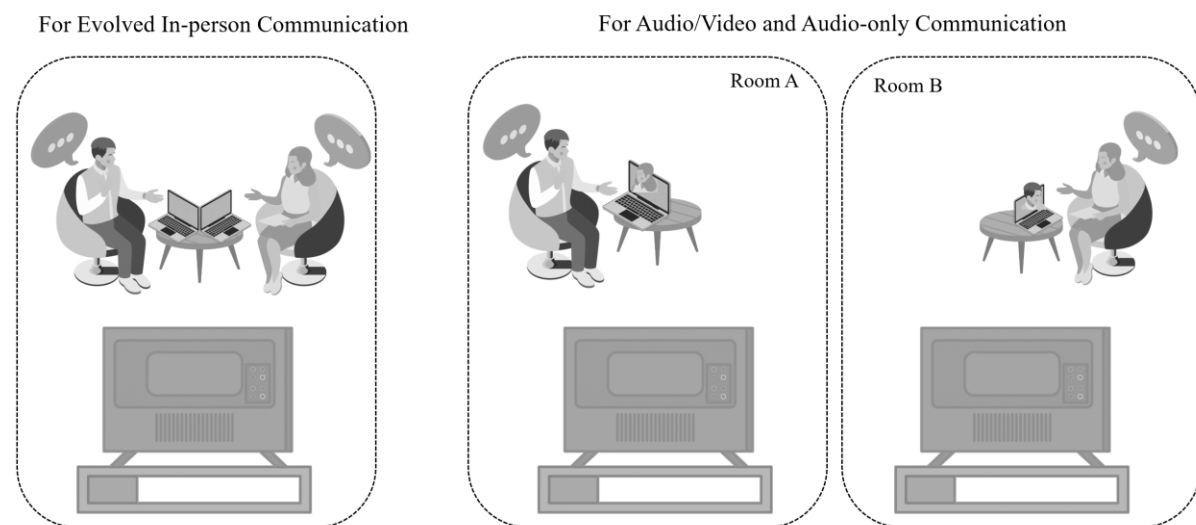 For Evolved In-person Communication
For Audio/Video and Audio-only Communication
Room A
Room B